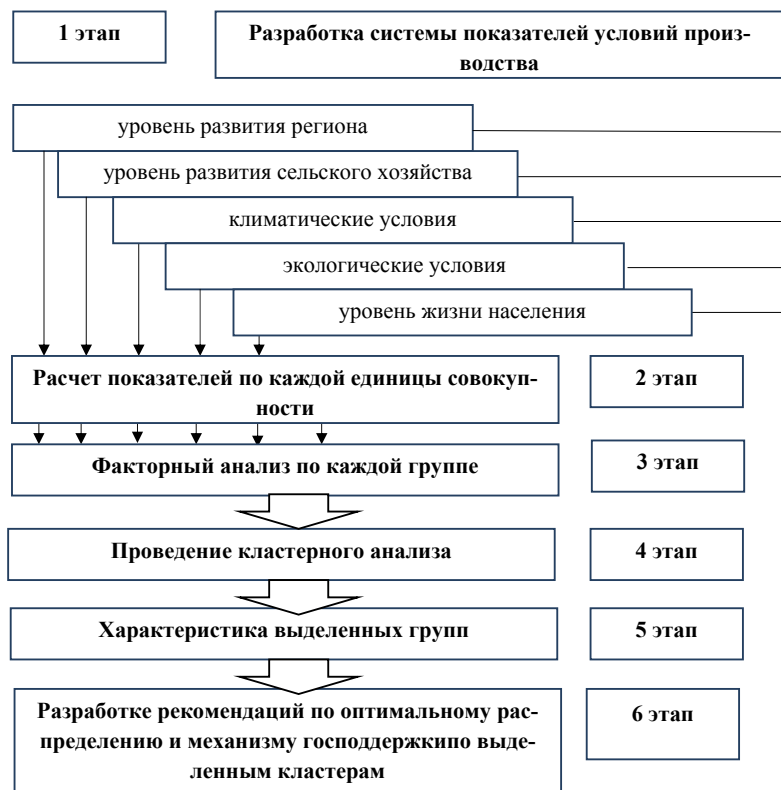 1 этап
Разработка системы показателей условий произ-
водства
уровень развития региона
уровень развития сельского хозяйства
климатические условия
экологические условия
уровень жизни населения
Расчет показателей по каждой единицы совокуп-
ности
2 этап
Факторный анализ по каждой группе
3 этап
Проведение кластерного анализа
4 этап
Характеристика выделенных групп
5 этап
Разработке рекомендаций по оптимальному рас-
пределению и механизму господдержкипо выде-
ленным кластерам
6 этап